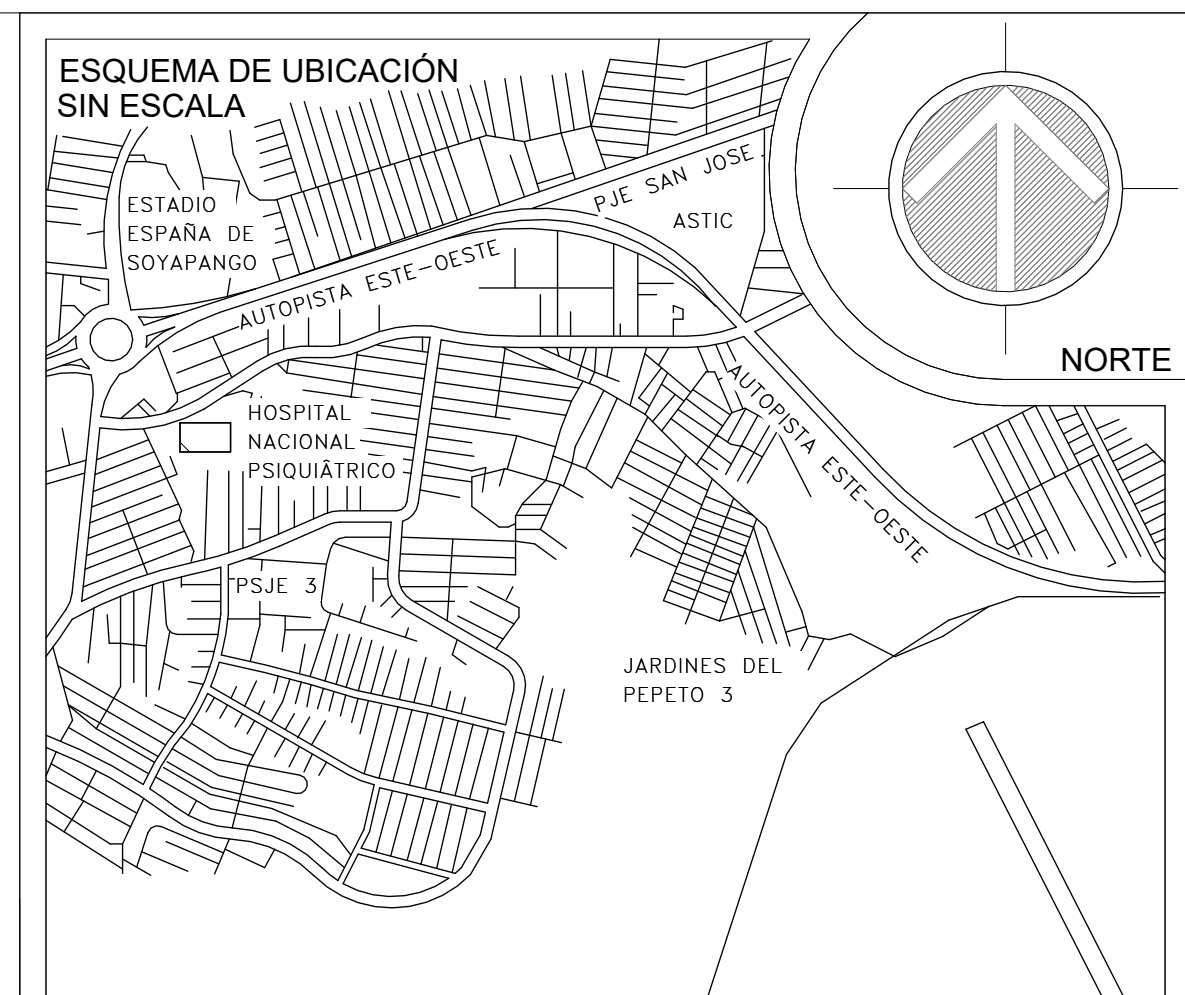 ESQUEMA DE UBICACIÓN
SIN ESCALA
ESTADIO
ESPAÑA DE
SOYAPANGO
AUTOPISTA ESTE-OESTE
PJE SAN JOSE
ASTIC
NORTE
AUTOPISTA ESTE-OESTE
HOSPITAL
NACIONAL
PSIQUIÂTRICO
PSJE 3
JARDINES DEL
PEPETO 3